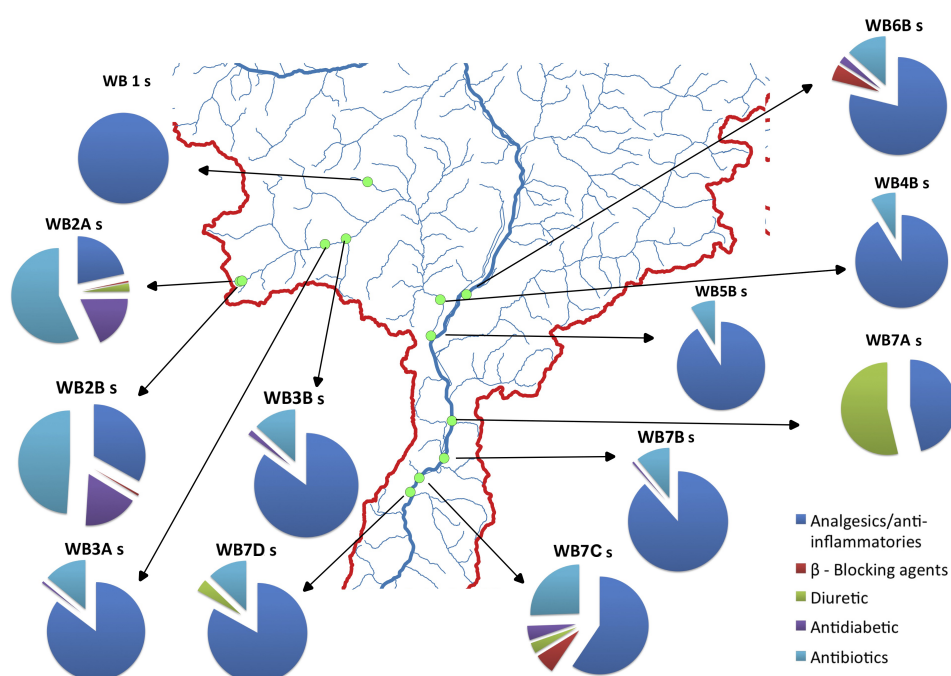 WB6B s
WB 1 s
WB4B s
WB2A s
WB5B s
WB7A s
WB2B s
WB3B s
WB7B s
WB3A s
WB7D s
WB7C s
Analgesics/anti-
inflammatories
β - Blocking agents
Diuretic
Antidiabetic
Antibiotics